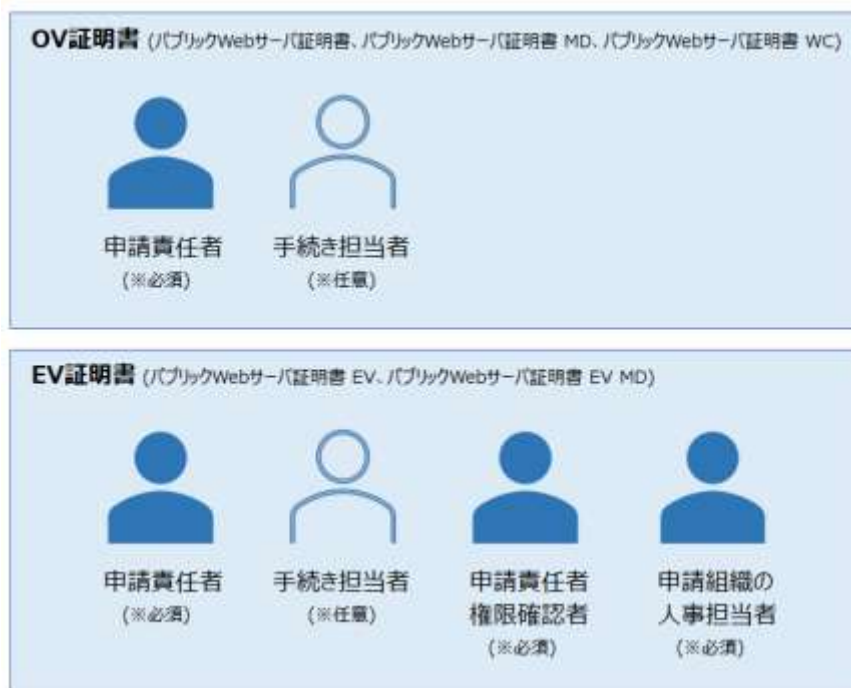 OV証明書 (パブリックWebサーバ証明書、パブリックWebサーバ証明書 MD、パブリックWebサーバ証明書 WC)
申請責任者 手続き担当者
(※必須) (※任意)
EV証明書 (パブリックWebサーバ証明書 EV、パブリックWebサーバ証明書 EV MD)
申請責任者 手続き担当者 申請責任者 申請組織の
(※必須) (※任意) 権限確認者 人事担当者
(※必須) (※必須)